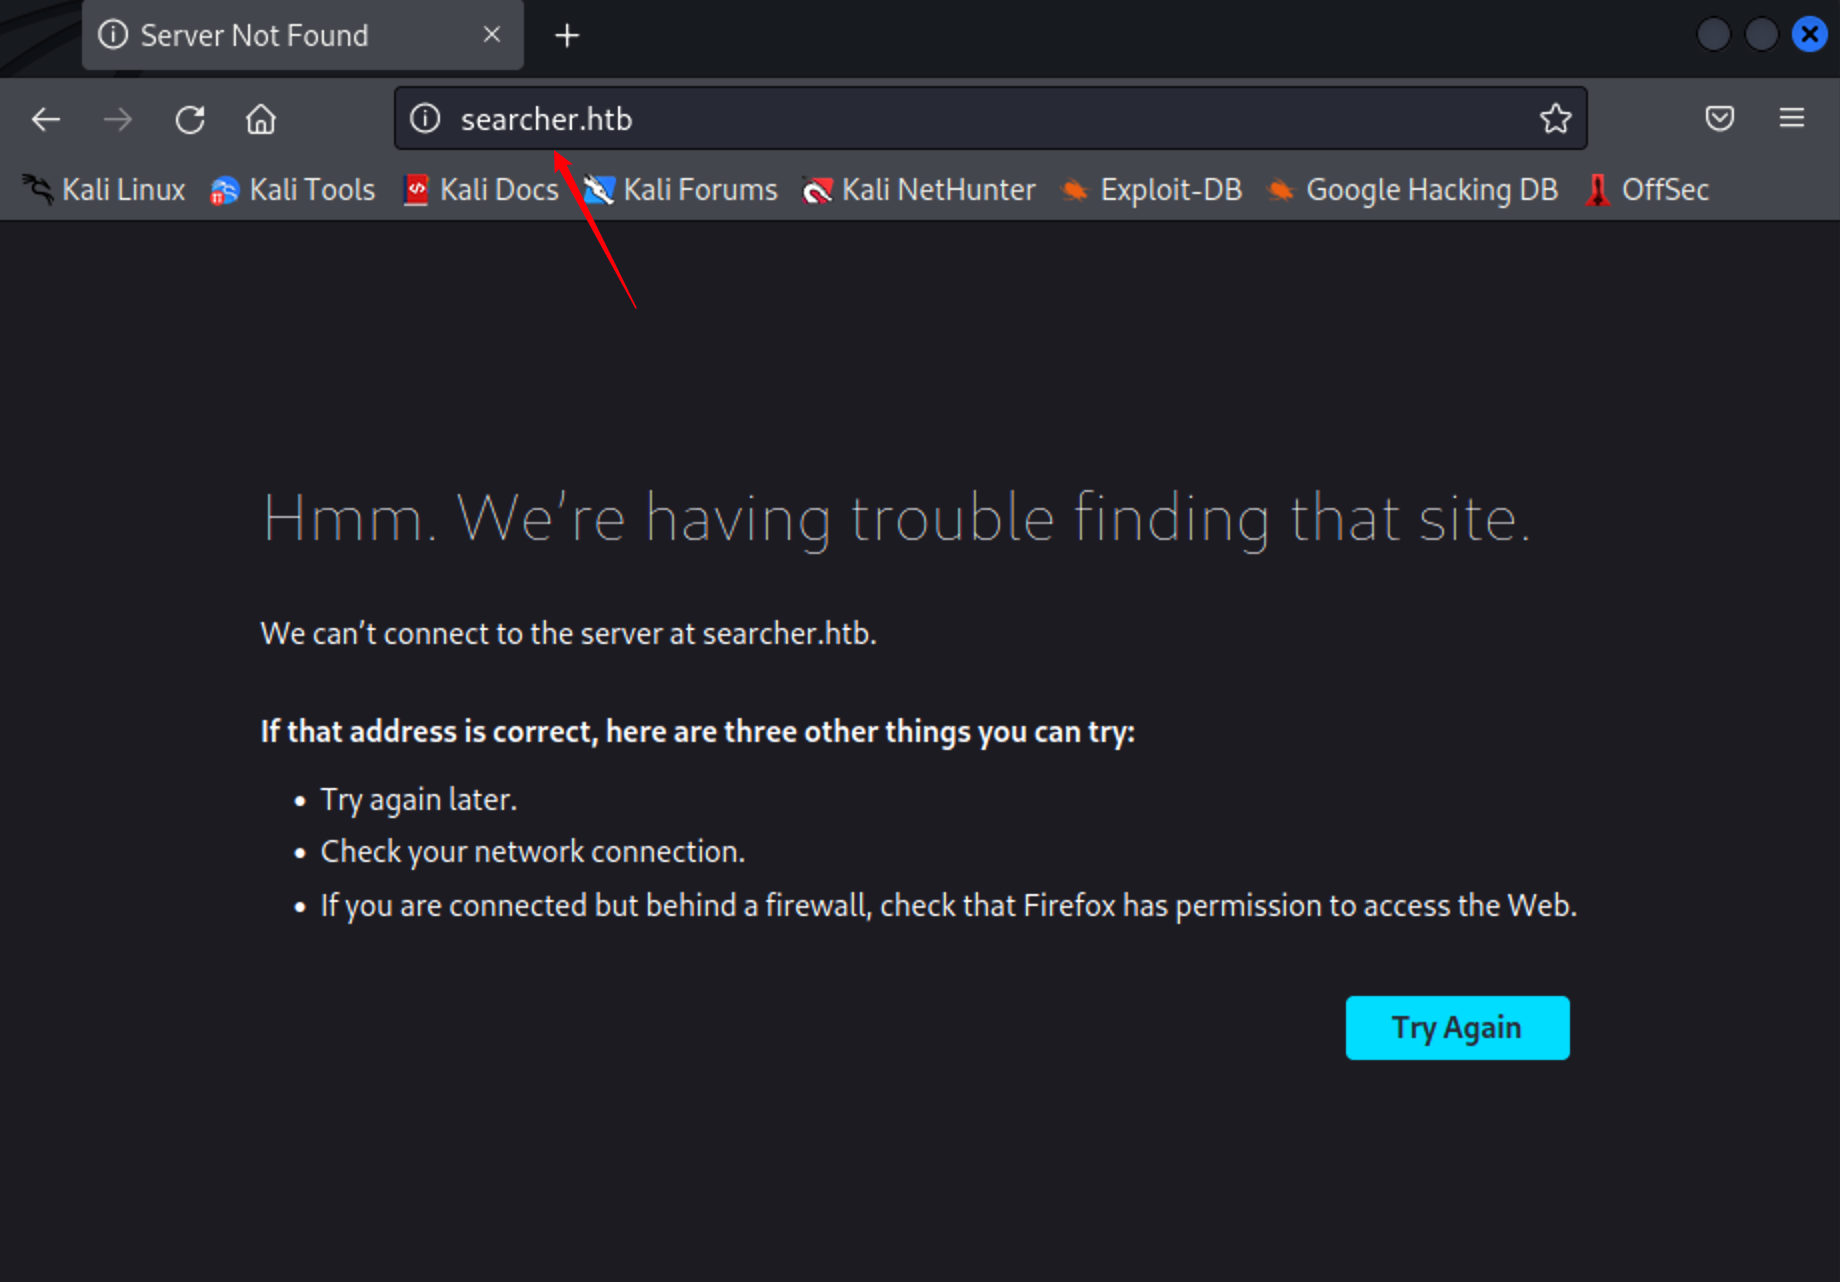 Server Not Found
searcher.htb
Kali Linux Kali Tools Kali Docs Kali Forums Kali NetHunter Exploit-DB Google Hacking DB OffSec
Hmm. We’re having trouble finding that site.
We can’t connect to the server at searcher.htb.
If that address is correct, here are three other things you can try:
• Try again later.
• Check your network connection.
• If you are connected but behind a firewall, check that Firefox has permission to access the Web.
Try Again